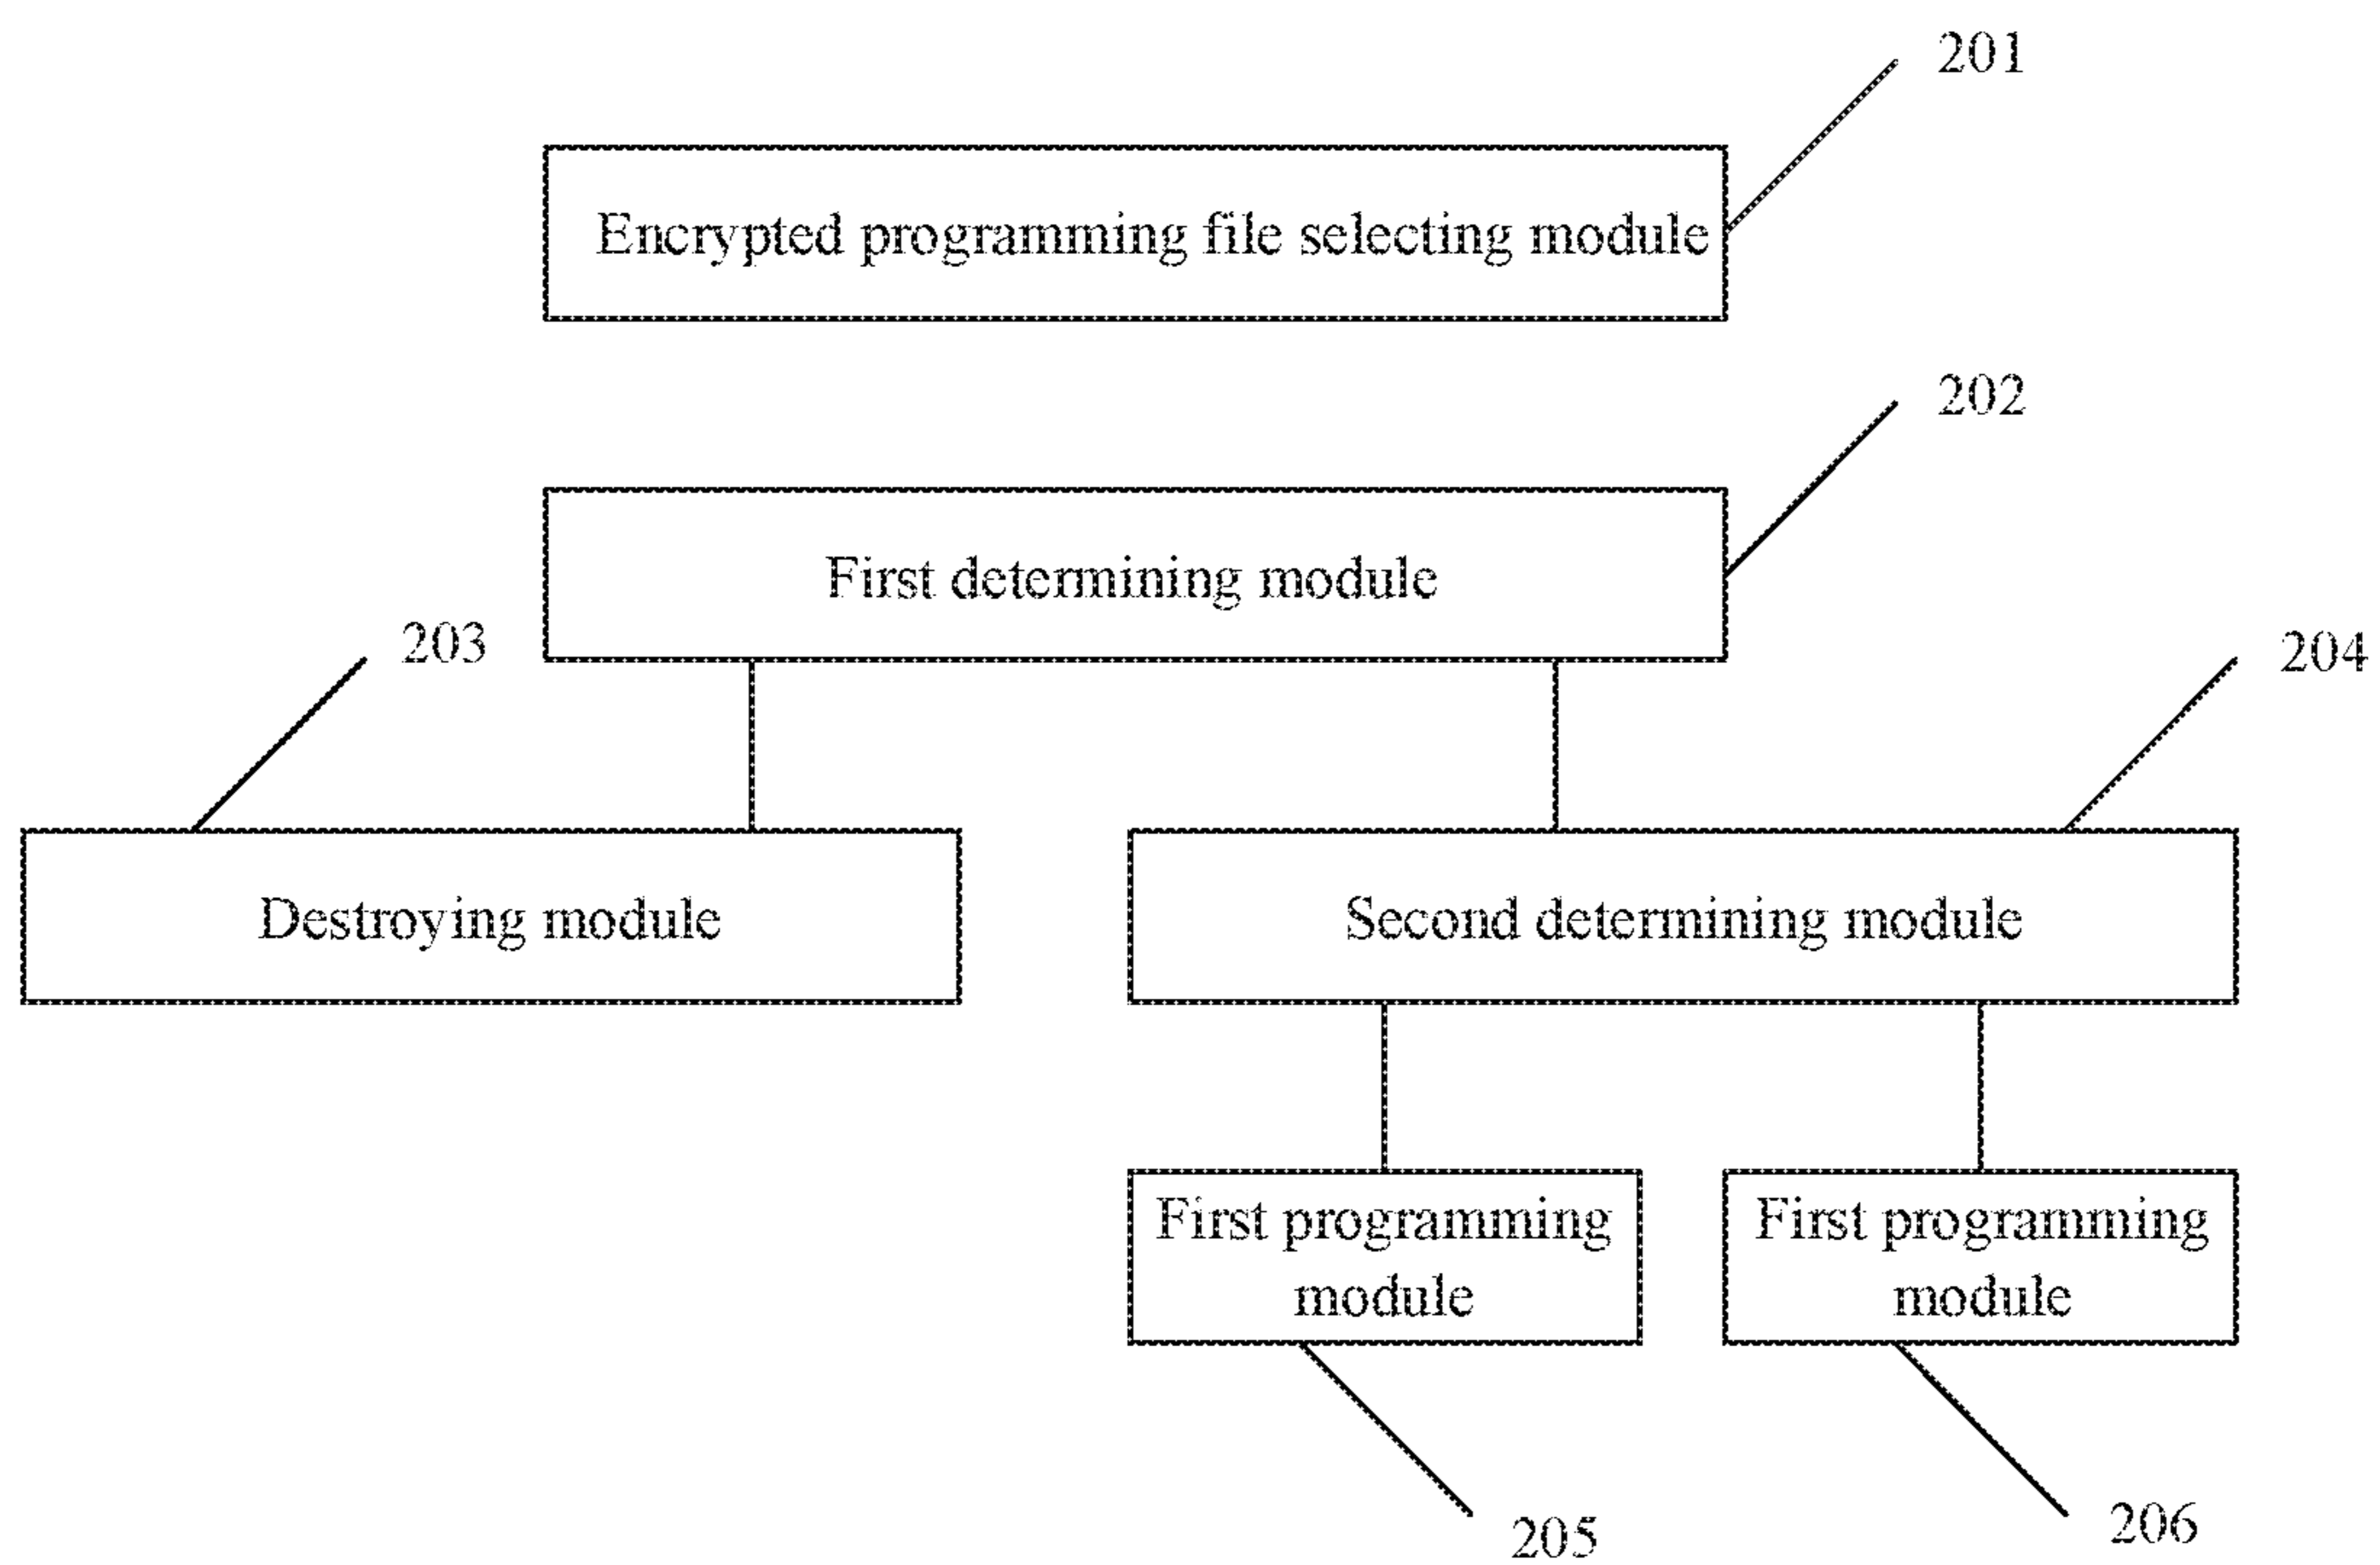 201
Encrypted programming file selecting module
202
First determining module
203
204
Destroying module
Second determining module
First programming
module
First programming
module
205
206